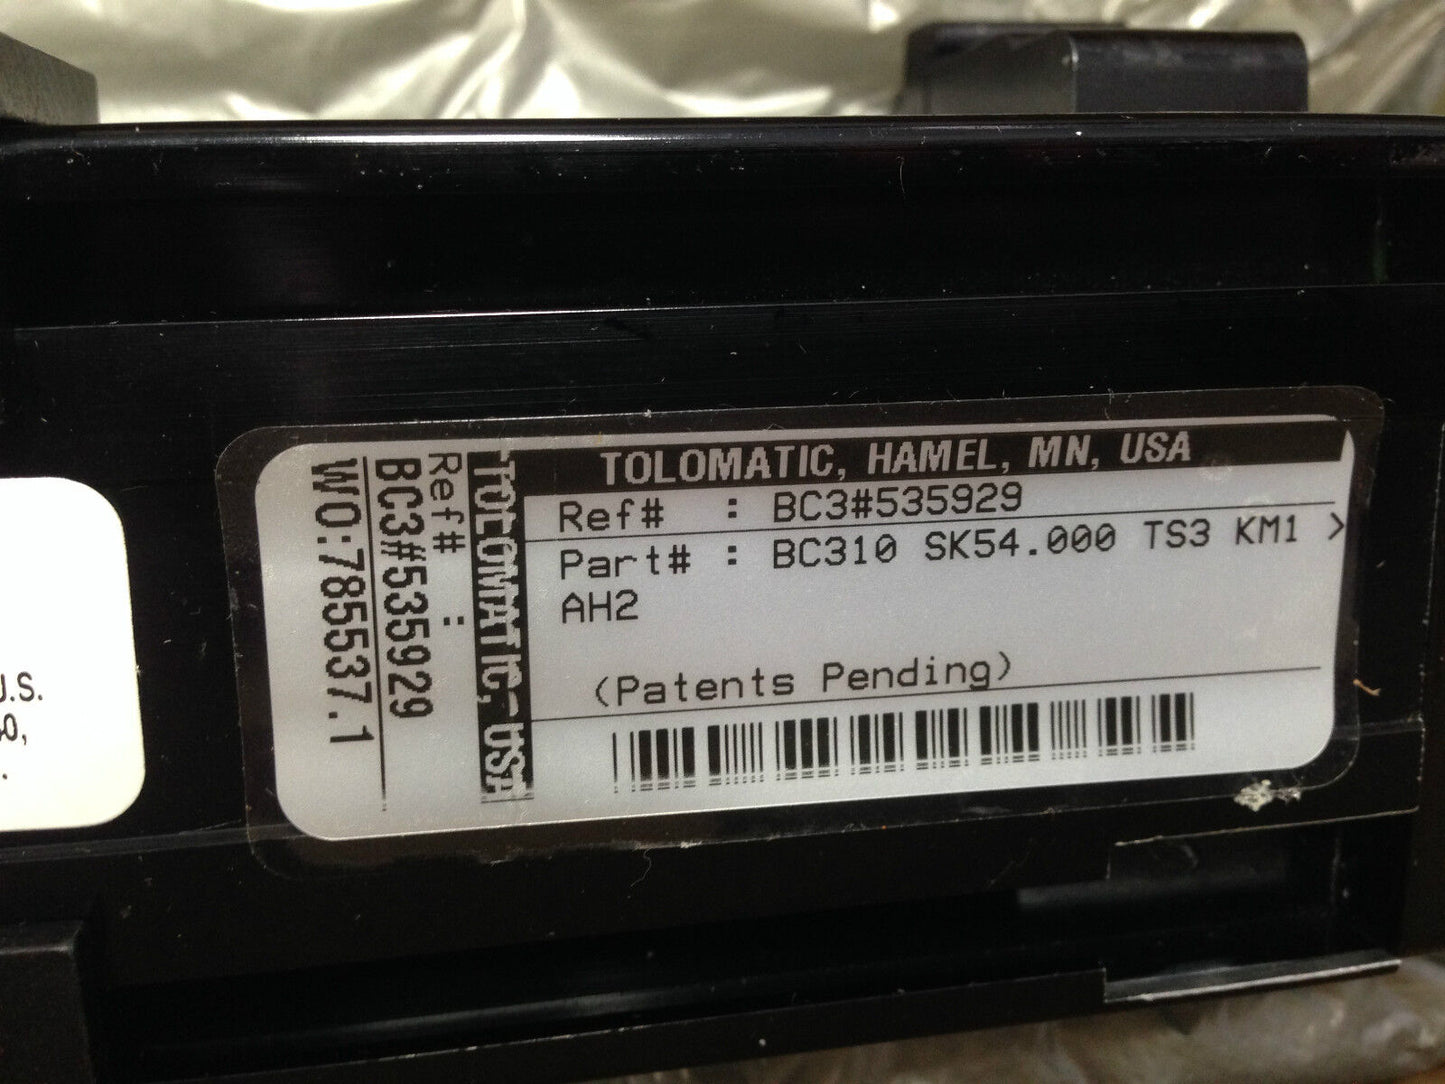 TOLOMATIC, HAMEL, MN, USA
Ref# : BC3#535929
Part# : BC310 SK54.000 TS3 KM1 >
AH2
(Patents Pending)
TOLOMATIC, USA
Ref# :
BC3#535929
WO:785537.1
.S.
0,
.